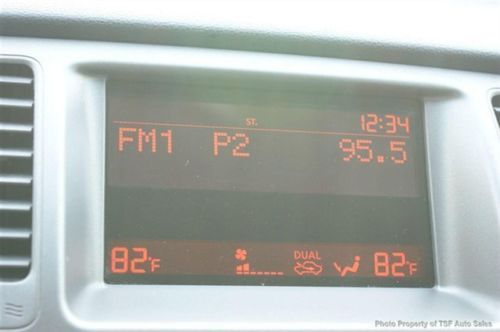 ST. 12:34
FM1 P2 95.5
DUAL
82°F 82°F
Photo Property of TSF Auto Sales